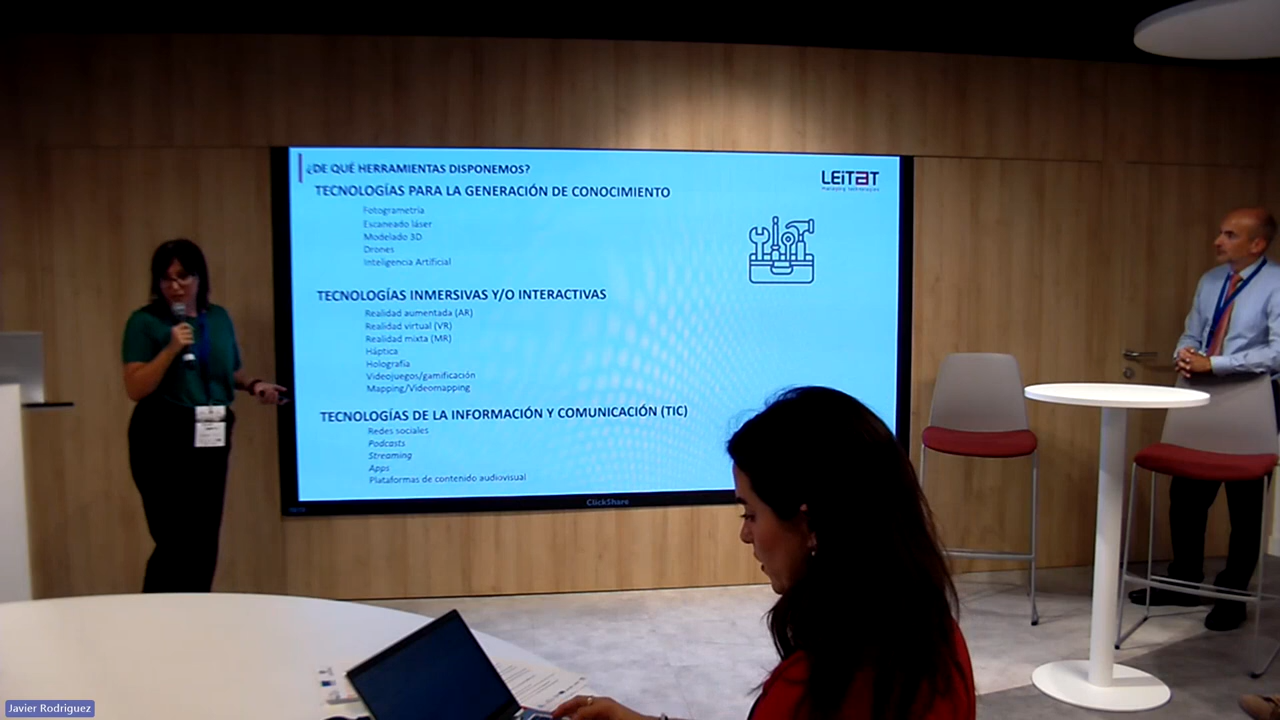 ¿DE QUÉ HERRAMIENTAS DISPONEMOS?
LEITAT
managing technologies
TECNOLOGÍAS PARA LA GENERACIÓN DE CONOCIMIENTO
Fotogrametría
Escaneado láser
Modelado 3D
Drones
Inteligencia Artificial
TECNOLOGÍAS INMERSIVAS Y/O INTERACTIVAS
Realidad aumentada (AR)
Realidad virtual (VR)
Realidad mixta (MR)
Háptica
Holografía
Videojuegos/gamificación
Mapping/Videomapping
TECNOLOGÍAS DE LA INFORMACIÓN Y COMUNICACIÓN (TIC)
Redes sociales
Podcasts
Streaming
Apps
Plataformas de contenido audiovisual
ClickShare
Javier Rodriguez